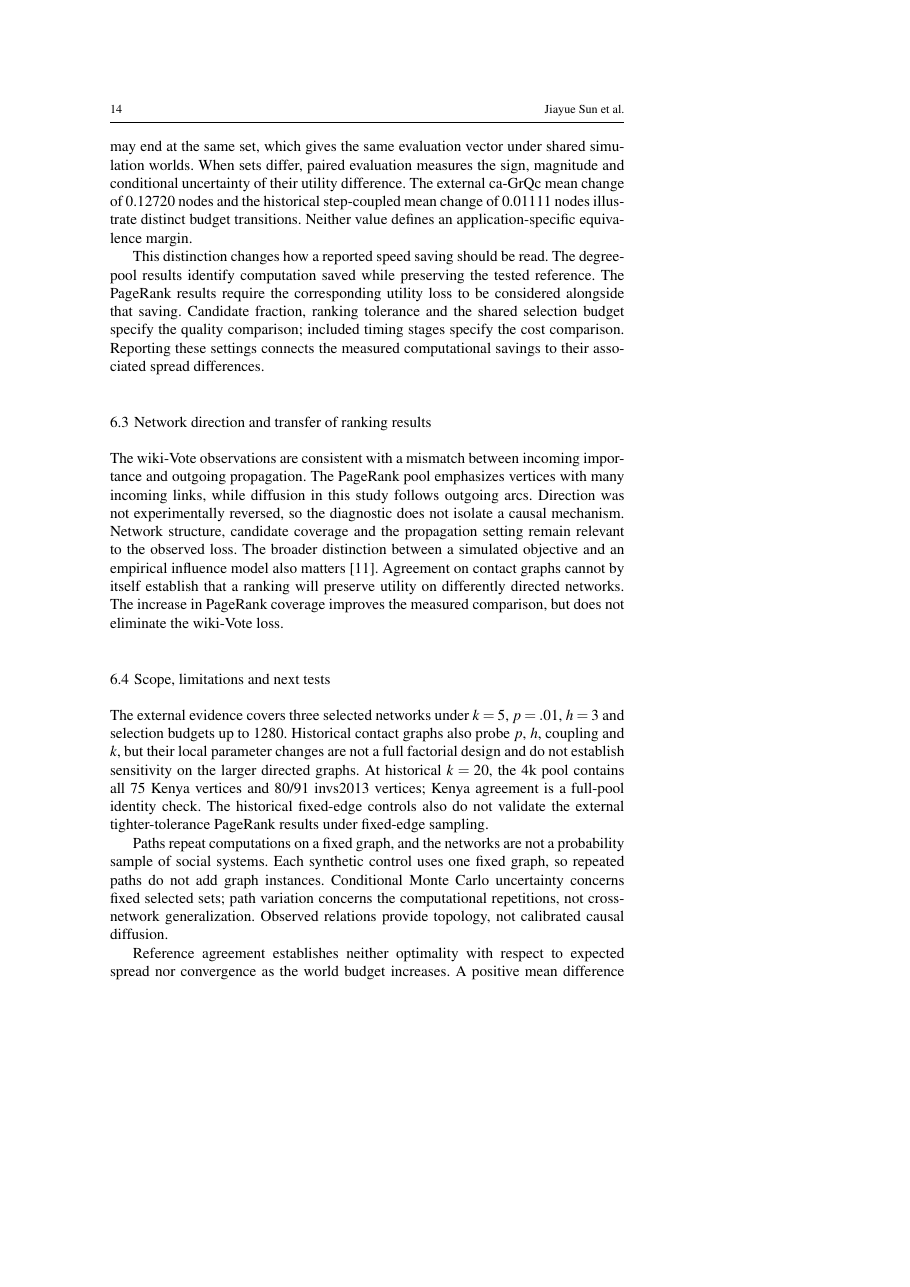 14
Jiayue Sun et al.
may end at the same set, which gives the same evaluation vector under shared simu-
lation worlds. When sets differ, paired evaluation measures the sign, magnitude and
conditional uncertainty of their utility difference. The external ca-GrQc mean change
of 0.12720 nodes and the historical step-coupled mean change of 0.01111 nodes illus-
trate distinct budget transitions. Neither value defines an application-specific equiva-
lence margin.
This distinction changes how a reported speed saving should be read. The degree-
pool results identify computation saved while preserving the tested reference. The
PageRank results require the corresponding utility loss to be considered alongside
that saving. Candidate fraction, ranking tolerance and the shared selection budget
specify the quality comparison; included timing stages specify the cost comparison.
Reporting these settings connects the measured computational savings to their asso-
ciated spread differences.
6.3 Network direction and transfer of ranking results
The wiki-Vote observations are consistent with a mismatch between incoming impor-
tance and outgoing propagation. The PageRank pool emphasizes vertices with many
incoming links, while diffusion in this study follows outgoing arcs. Direction was
not experimentally reversed, so the diagnostic does not isolate a causal mechanism.
Network structure, candidate coverage and the propagation setting remain relevant
to the observed loss. The broader distinction between a simulated objective and an
empirical influence model also matters [11]. Agreement on contact graphs cannot by
itself establish that a ranking will preserve utility on differently directed networks.
The increase in PageRank coverage improves the measured comparison, but does not
eliminate the wiki-Vote loss.
6.4 Scope, limitations and next tests
The external evidence covers three selected networks under k = 5, p = .01, h = 3 and
selection budgets up to 1280. Historical contact graphs also probe p, h, coupling and
k, but their local parameter changes are not a full factorial design and do not establish
sensitivity on the larger directed graphs. At historical k = 20, the 4k pool contains
all 75 Kenya vertices and 80/91 invs2013 vertices; Kenya agreement is a full-pool
identity check. The historical fixed-edge controls also do not validate the external
tighter-tolerance PageRank results under fixed-edge sampling.
Paths repeat computations on a fixed graph, and the networks are not a probability
sample of social systems. Each synthetic control uses one fixed graph, so repeated
paths do not add graph instances. Conditional Monte Carlo uncertainty concerns
fixed selected sets; path variation concerns the computational repetitions, not cross-
network generalization. Observed relations provide topology, not calibrated causal
diffusion.
Reference agreement establishes neither optimality with respect to expected
spread nor convergence as the world budget increases. A positive mean difference